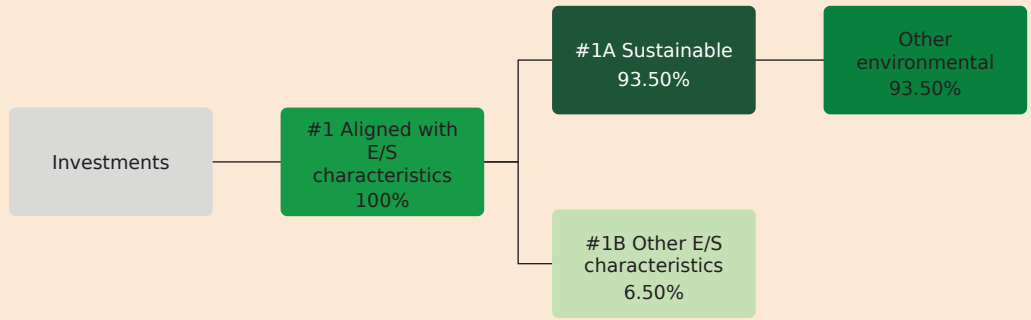 Investments
#1 Aligned with
E/S
characteristics
100%
#1A Sustainable
93.50%
Other
environmental
93.50%
#1B Other E/S
characteristics
6.50%